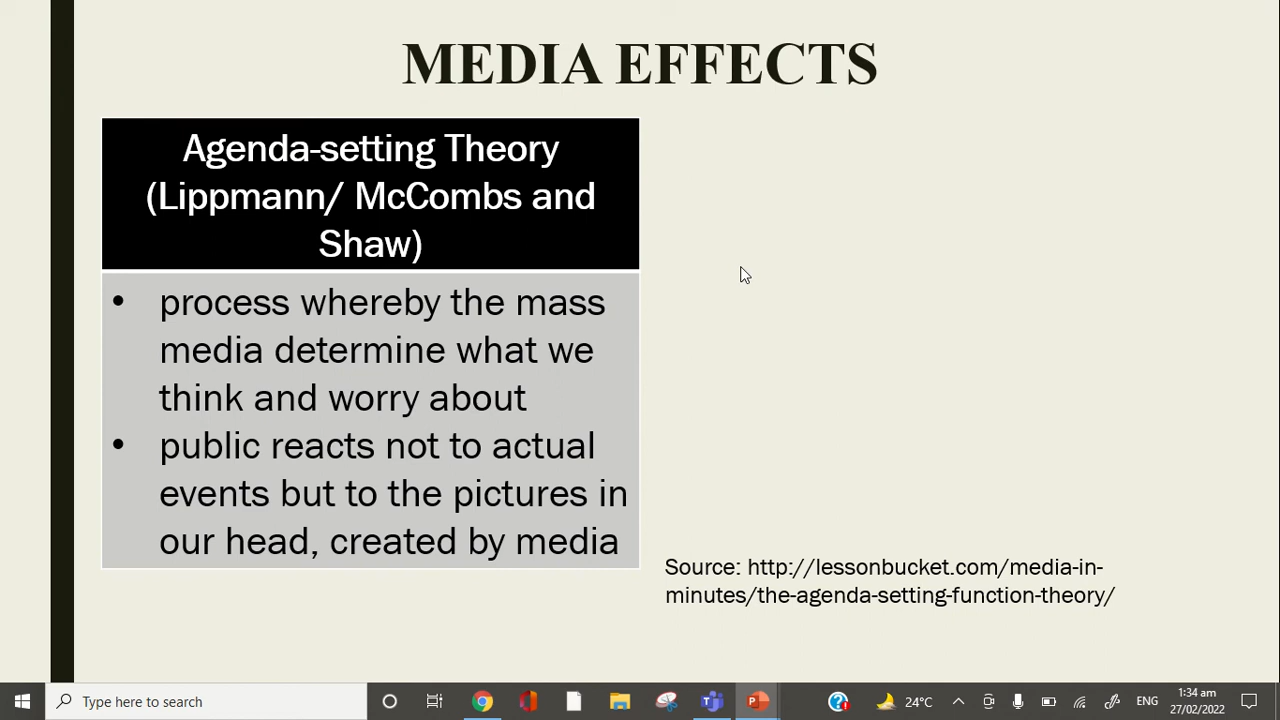 MEDIA EFFECTS
Agenda-setting Theory
(Lippmann/ McCombs and
Shaw)
• process whereby the mass
media determine what we
think and worry about
• public reacts not to actual
events but to the pictures in
our head, created by media
Source: http://lessonbucket.com/media-in-
minutes/the-agenda-setting-function-theory/
Type here to search
24°C
ENG
1:34 am
27/02/2022